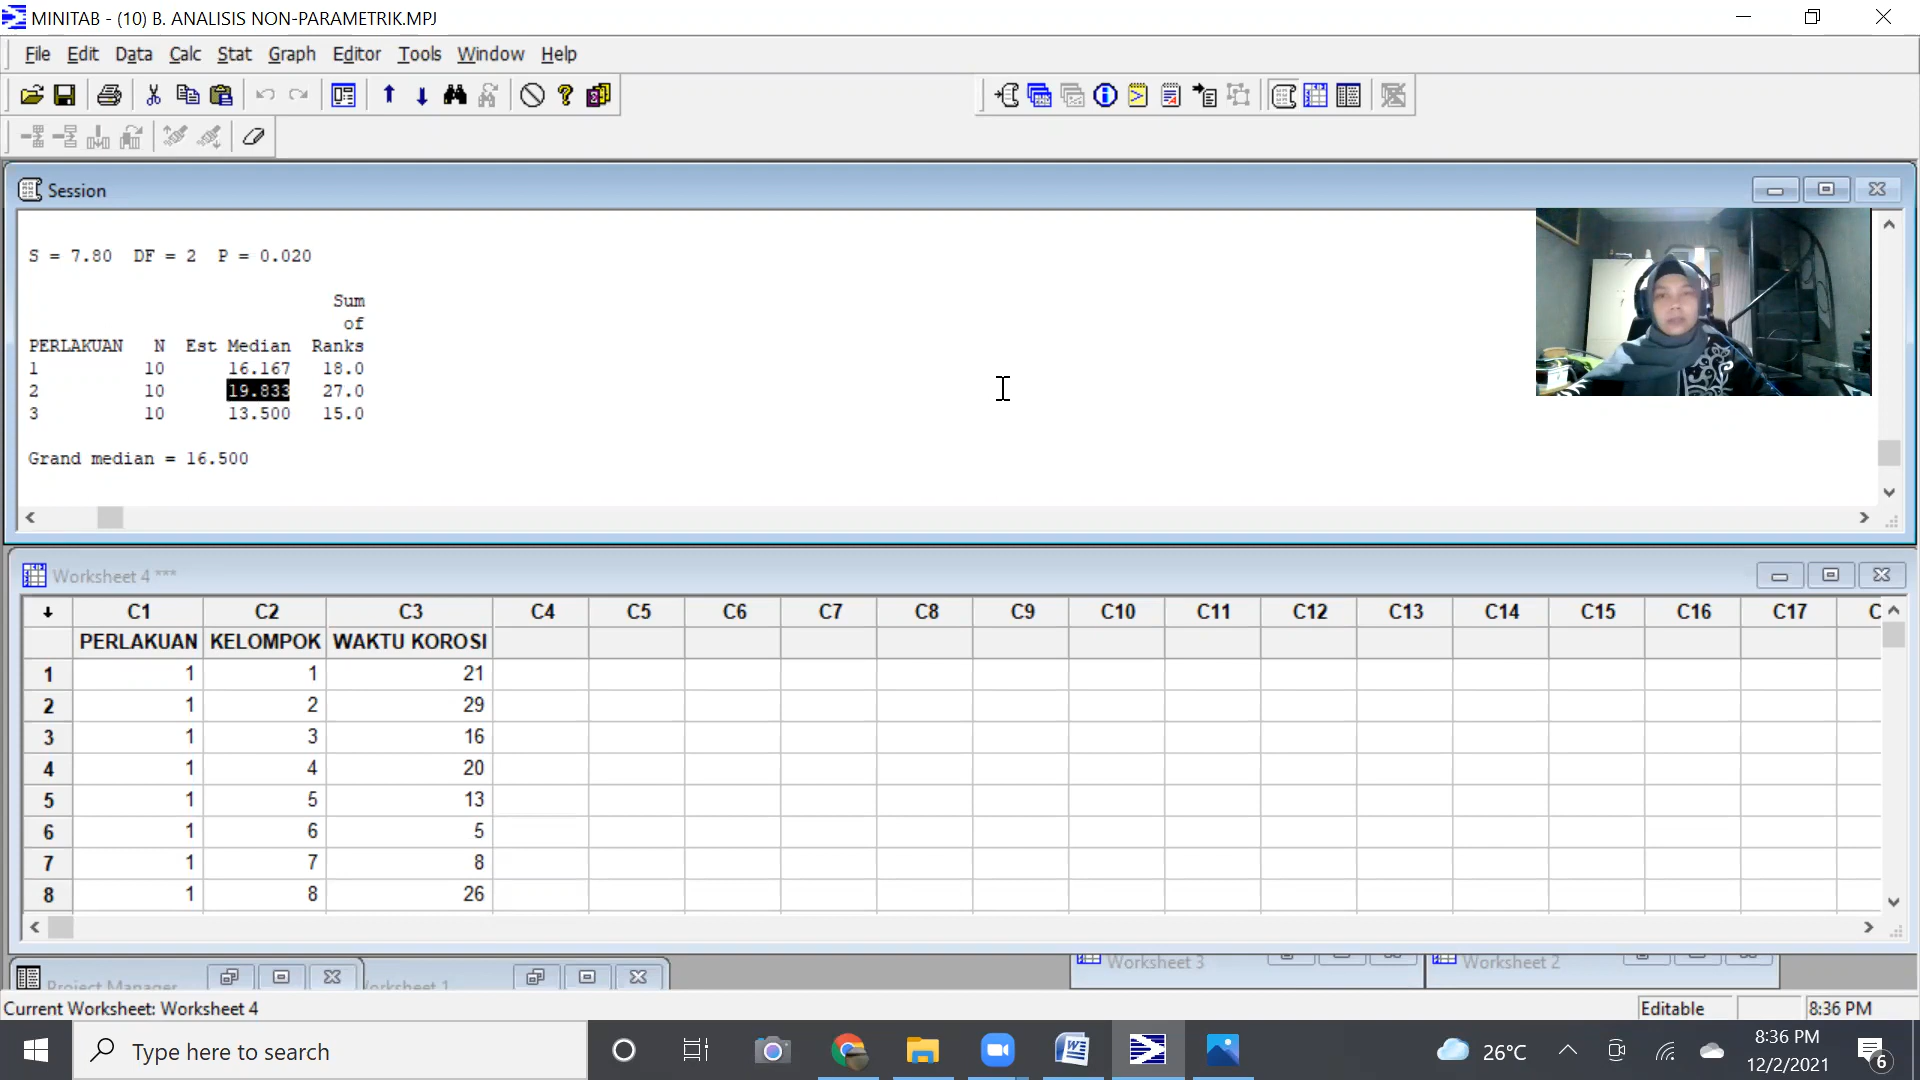 MINITAB - (10) B. ANALISIS NON-PARAMETRIK.MPJ
File Edit Data Calc Stat Graph Editor Tools Window Help
Session
S = 7.80 DF = 2 P = 0.020
Sum
of
PERLAKUAN N Est Median Ranks
1 10 16.167 18.0
2 10 19.833 27.0
3 10 13.500 15.0
Grand median = 16.500
Worksheet 4 ***
C1 C2 C3 C4 C5 C6 C7 C8 C9 C10 C11 C12 C13 C14 C15 C16 C17 C
PERLAKUAN KELOMPOK WAKTU KOROSI
1 1 1 21
2 1 2 29
3 1 3 16
4 1 4 20
5 1 5 13
6 1 6 5
7 1 7 8
8 1 8 26
Project Manager orksheet 1 Worksheet 3 Worksheet 2
Current Worksheet: Worksheet 4 Editable 8:36 PM
Type here to search 26°C 8:36 PM
12/2/2021 6